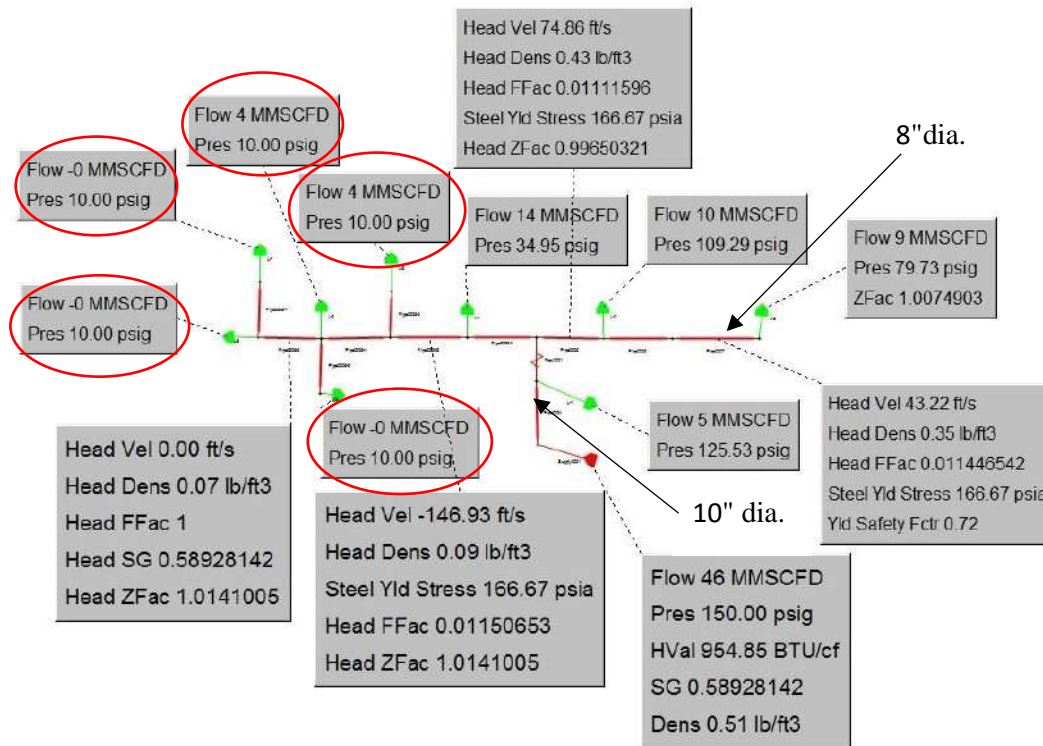 Head Vel 74.86 ft/s
Head Dens 0.43 lb/ft3
Head FFac 0.01111596
Steel Yld Stress 166.67 psia
Head ZFac 0.99650321
Flow 4 MMSCFD
Pres 10.00 psig
8"dia.
Flow -0 MMSCFD
Pres 10.00 psig
Flow 4 MMSCFD
Pres 10.00 psig
Flow 14 MMSCFD
Pres 34.95 psig
Flow 10 MMSCFD
Pres 109.29 psig
Flow 9 MMSCFD
Pres 79.73 psig
ZFac 1.0074903
Flow -0 MMSCFD
Pres 10.00 psig
Flow -0 MMSCFD
Pres 10.00 psig
Flow 5 MMSCFD
Pres 125.53 psig
Head Vel 43.22 ft/s
Head Dens 0.35 lb/ft3
Head FFac 0.011446542
Steel Yld Stress 166.67 psia
Yld Safety Fctr 0.72
Head Vel 0.00 ft/s
Head Dens 0.07 lb/ft3
Head FFac 1
Head SG 0.58928142
Head ZFac 1.0141005
Head Vel -146.93 ft/s
Head Dens 0.09 lb/ft3
Steel Yld Stress 166.67 psia
Head FFac 0.01150653
Head ZFac 1.0141005
10" dia.
Flow 46 MMSCFD
Pres 150.00 psig
HVal 954.85 BTU/cf
SG 0.58928142
Dens 0.51 lb/ft3